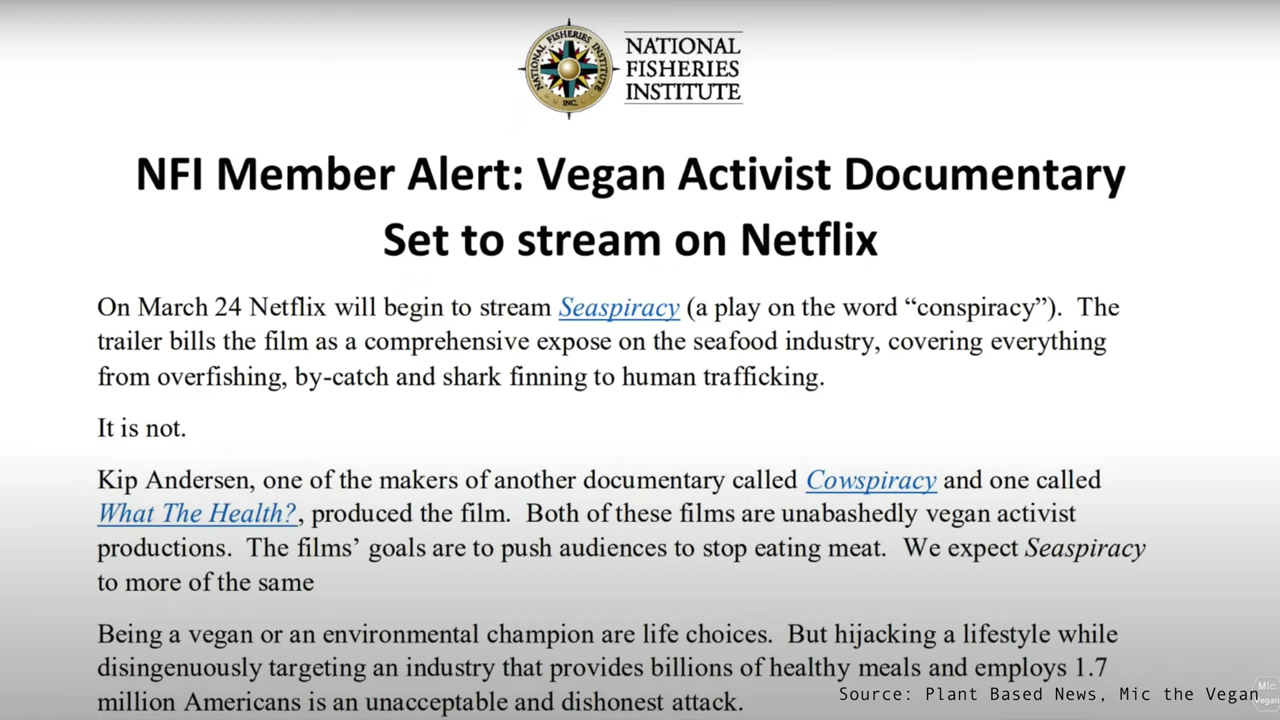 NATIONAL FISHERIES INSTITUTE
INC.
NATIONAL
FISHERIES
INSTITUTE
NFI Member Alert: Vegan Activist Documentary
Set to stream on Netflix
On March 24 Netflix will begin to stream Seaspiracy (a play on the word “conspiracy”).  The
trailer bills the film as a comprehensive expose on the seafood industry, covering everything
from overfishing, by-catch and shark finning to human trafficking.
It is not.
Kip Andersen, one of the makers of another documentary called Cowspiracy and one called
What The Health?, produced the film.  Both of these films are unabashedly vegan activist
productions.  The films’ goals are to push audiences to stop eating meat.  We expect Seaspiracy
to more of the same
Being a vegan or an environmental champion are life choices.  But hijacking a lifestyle while
disingenuously targeting an industry that provides billions of healthy meals and employs 1.7
million Americans is an unacceptable and dishonest attack.
Source: Plant Based News, Mic the Vegan
Mic.
Vegan